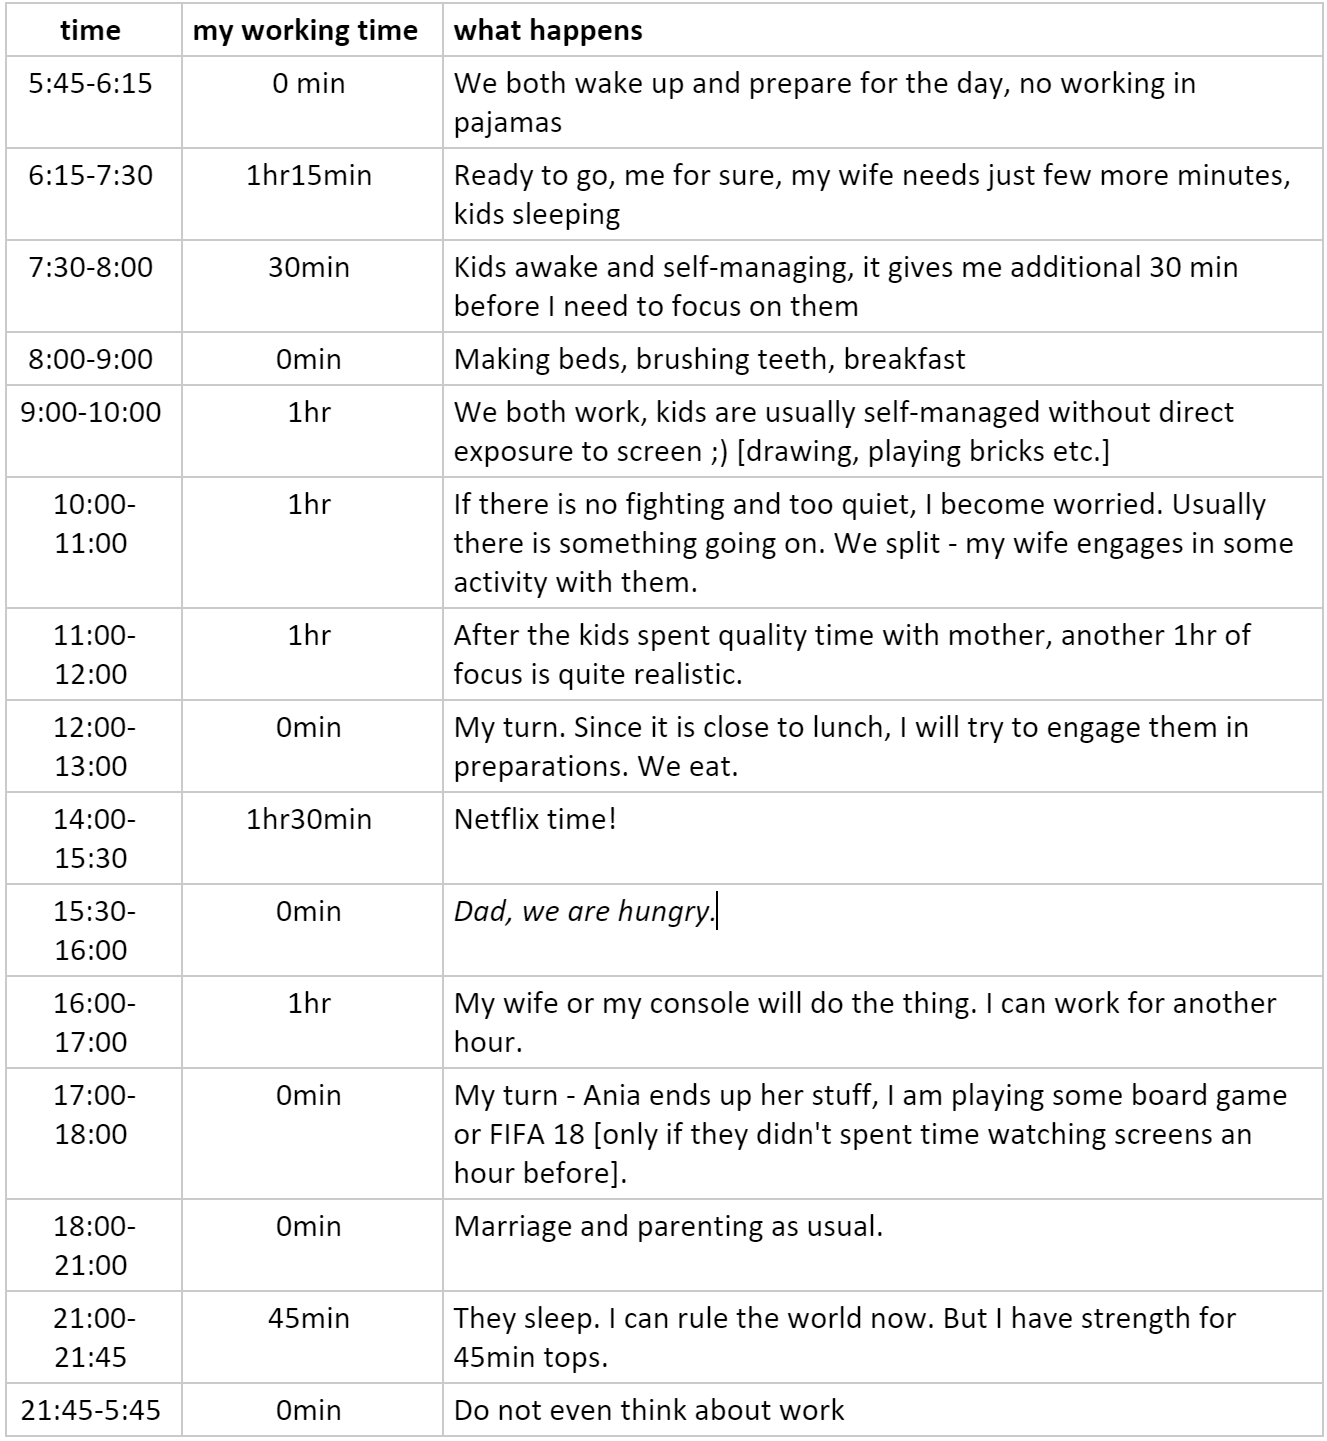 time my working time what happens
5:45-6:15 0 min We both wake up and prepare for the day, no working in
pajamas
6:15-7:30 1hr15min Ready to go, me for sure, my wife needs just few more minutes,
kids sleeping
7:30-8:00 30min Kids awake and self-managing, it gives me additional 30 min
before I need to focus on them
8:00-9:00 0min Making beds, brushing teeth, breakfast
9:00-10:00 1hr We both work, kids are usually self-managed without direct
exposure to screen ;) [drawing, playing bricks etc.]
10:00- 1hr If there is no fighting and too quiet, I become worried. Usually
11:00 there is something going on. We split - my wife engages in some
activity with them.
11:00- 1hr After the kids spent quality time with mother, another 1hr of
12:00 focus is quite realistic.
12:00- 0min My turn. Since it is close to lunch, I will try to engage them in
13:00 preparations. We eat.
14:00- 1hr30min Netflix time!
15:30
15:30- 0min Dad, we are hungry.
16:00
16:00- 1hr My wife or my console will do the thing. I can work for another
17:00 hour.
17:00- 0min My turn - Ania ends up her stuff, I am playing some board game
18:00 or FIFA 18 [only if they didn't spent time watching screens an
hour before].
18:00- 0min Marriage and parenting as usual.
21:00
21:00- 45min They sleep. I can rule the world now. But I have strength for
21:45 45min tops.
21:45-5:45 0min Do not even think about work